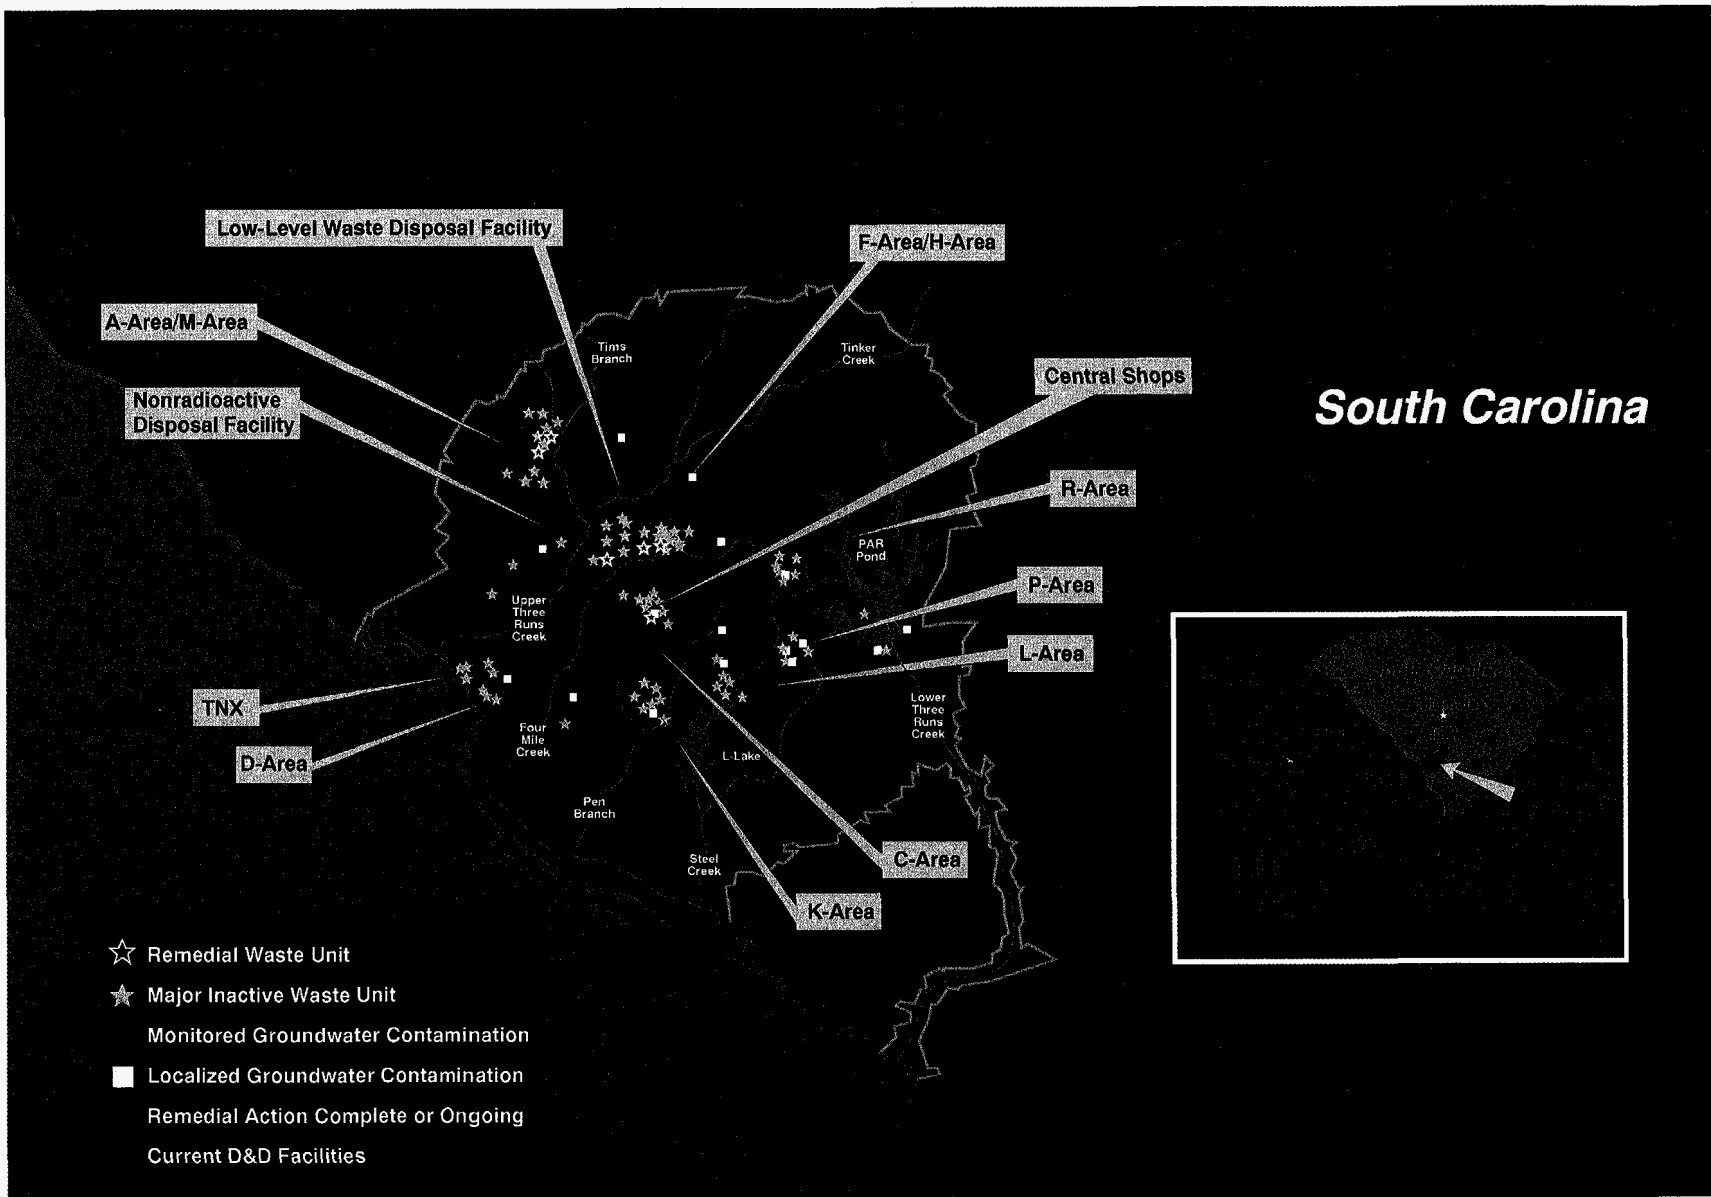 Low-Level Waste Disposal Facility
F-Area/H-Area
A-Area/M-Area
Tims
Branch
Tinker
Creek
Central Shops
Nonradioactive
Disposal Facility
South Carolina
R-Area
PAR
Pond
P-Area
Upper
Three
Runs
Creek
L-Area
TNX
Lower
Three
Runs
Creek
Four
Mile
Creek
D-Area
L-Lake
Pen
Branch
Steel
Creek
C-Area
K-Area
Remedial Waste Unit
Major Inactive Waste Unit
Monitored Groundwater Contamination
Localized Groundwater Contamination
Remedial Action Complete or Ongoing
Current D&D Facilities